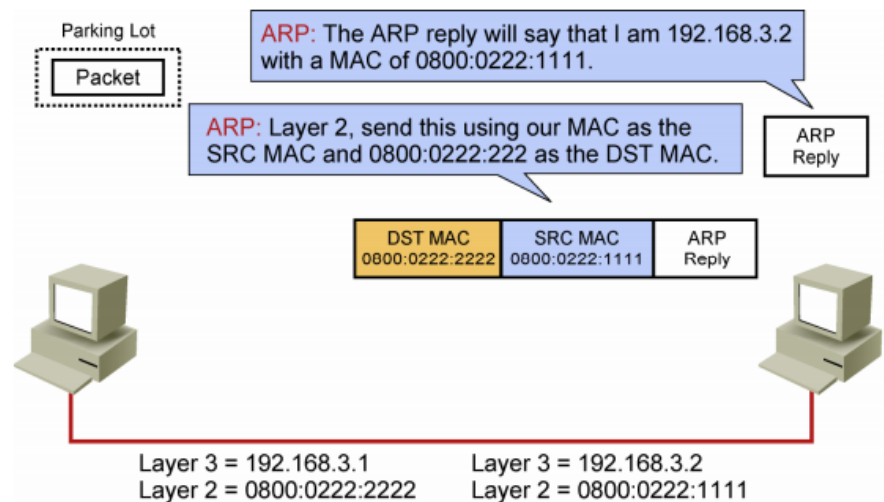 Parking Lot
Packet
ARP: The ARP reply will say that I am 192.168.3.2
with a MAC of 0800:0222:1111.
ARP: Layer 2, send this using our MAC as the
SRC MAC and 0800:0222:222 as the DST MAC.
ARP
Reply
DST MAC
0800:0222:2222
SRC MAC
0800:0222:1111
ARP
Reply
Layer 3 = 192.168.3.1
Layer 2 = 0800:0222:2222
Layer 3 = 192.168.3.2
Layer 2 = 0800:0222:1111